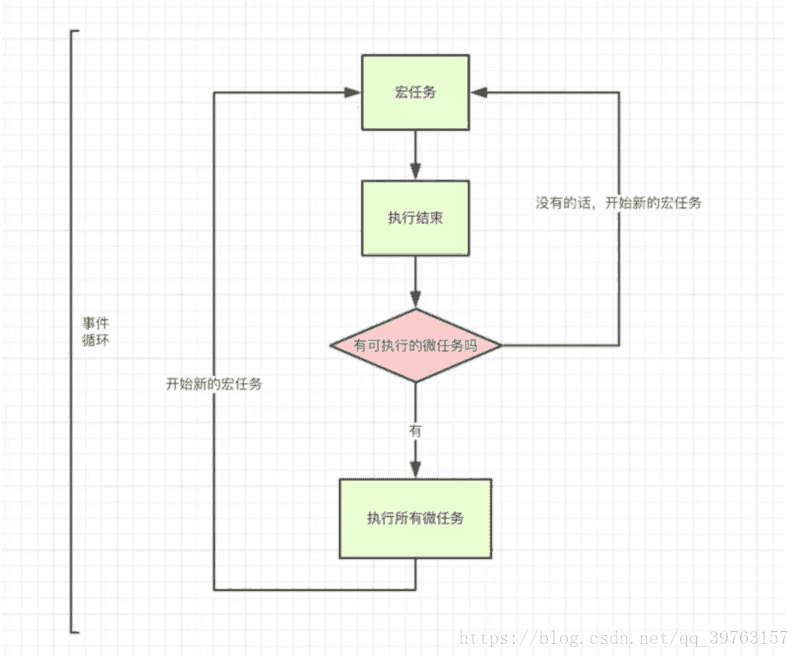 宏任务
执行结束
没有的话，开始新的宏任务
事件
循环
有可执行的微任务吗
开始新的宏任务
有
执行所有微任务
https://blog.csdn.net/qq_39763157